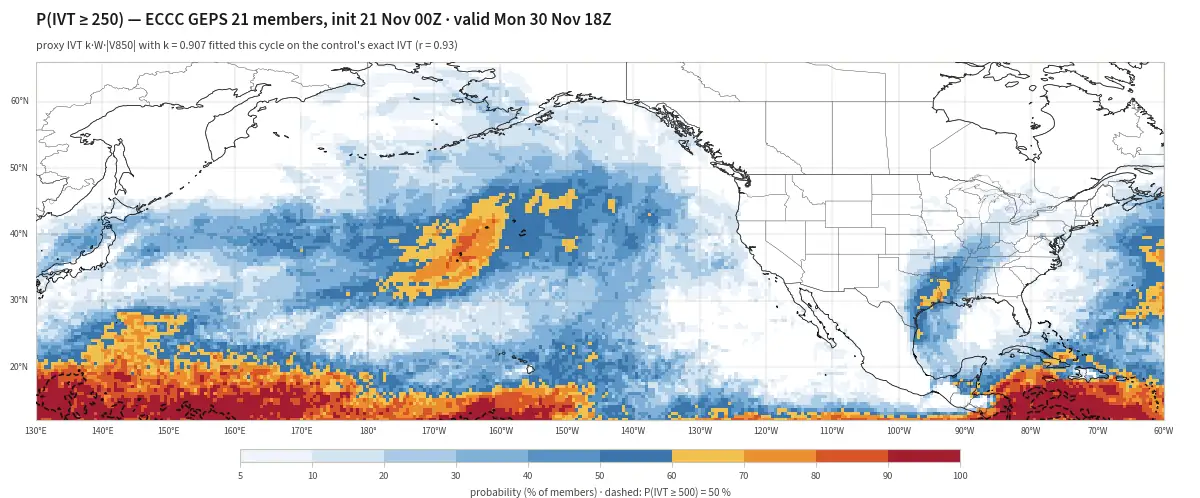 P(IVT ≥ 250) — ECCC GEPS 21 members, init 21 Nov 00Z · valid Mon 30 Nov 18Z
proxy IVT k·W·|V850| with k = 0.907 fitted this cycle on the control's exact IVT (r = 0.93)
60°N
50°N
40°N
30°N
20°N
130°E 140°E 150°E 160°E 170°E 180° 170°W 160°W 150°W 140°W 130°W 120°W 110°W 100°W 90°W 80°W 70°W 60°W
5 10 20 30 40 50 60 70 80 90 100
probability (% of members) · dashed: P(IVT ≥ 500) = 50 %